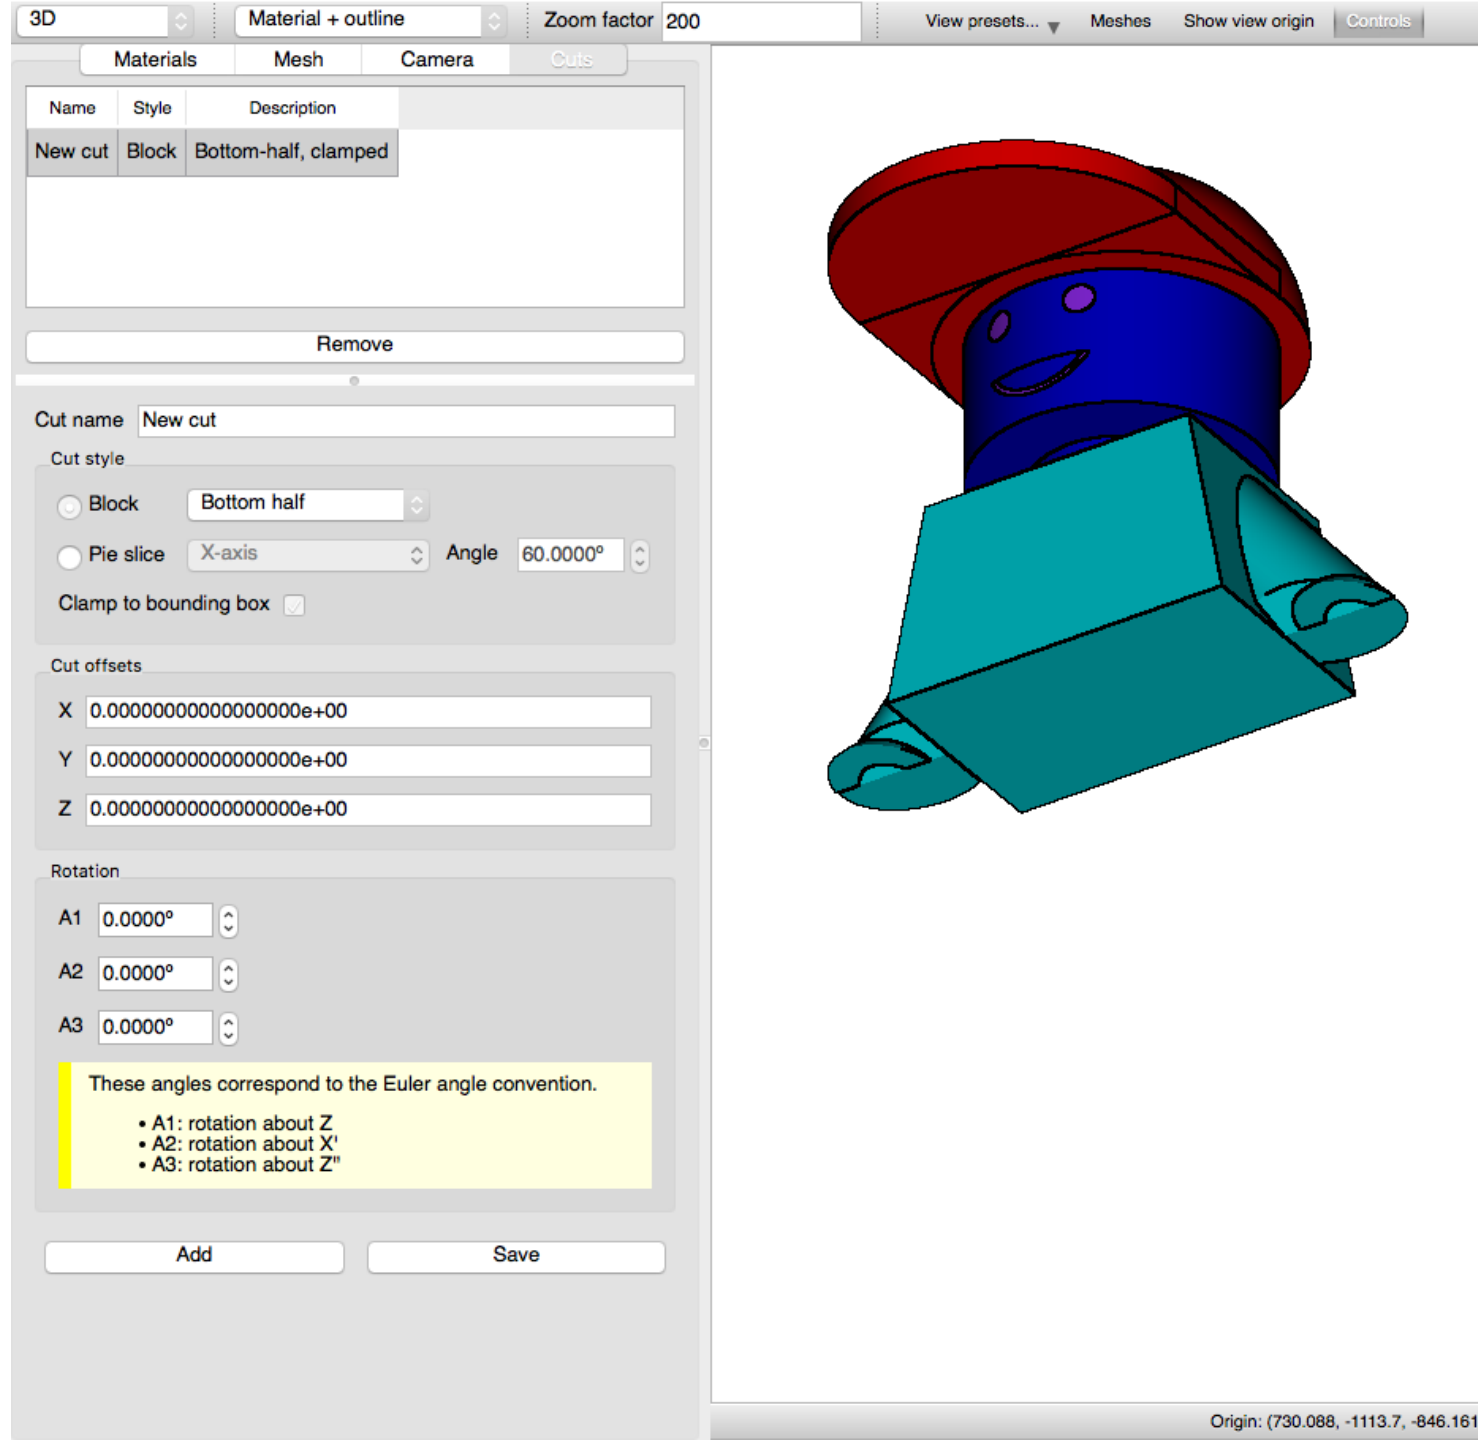 3D Material + outline Zoom factor 200 View presets... Meshes Show view origin Controls
Materials Mesh Camera Cuts
Name Style Description
New cut Block Bottom-half, clamped
Remove
Cut name New cut
Cut style
Block Bottom half
Pie slice X-axis Angle 60.0000º
Clamp to bounding box
Cut offsets
X 0.00000000000000000e+00
Y 0.00000000000000000e+00
Z 0.00000000000000000e+00
Rotation
A1 0.0000º
A2 0.0000º
A3 0.0000º
These angles correspond to the Euler angle convention.
• A1: rotation about Z
• A2: rotation about X'
• A3: rotation about Z"
Add Save
Origin: (730.088, -1113.7, -846.161